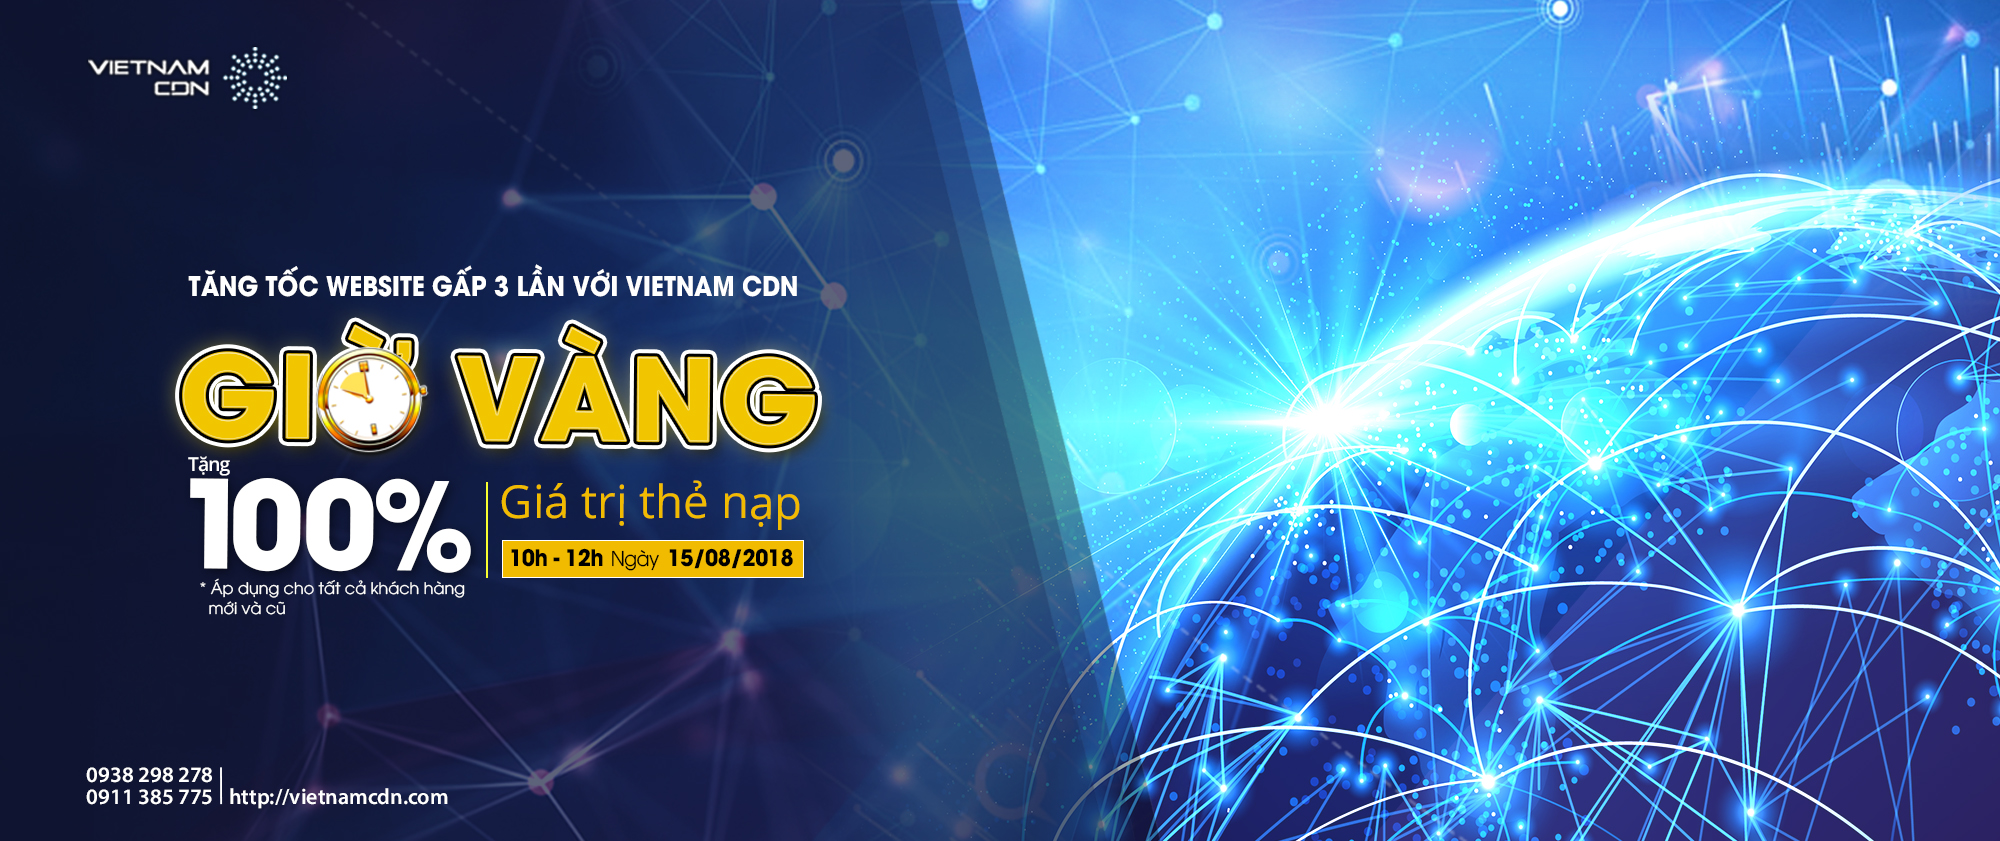 VIETNAM
CDN
TĂNG TỐC WEBSITE GẤP 3 LẦN VỚI VIETNAM CDN
GIỜ VÀNG
Tặng
100%
Giá trị thẻ nạp
10h - 12h Ngày 15/08/2018
* Áp dụng cho tất cả khách hàng
mới và cũ
0938 298 278
0911 385 775 | http://vietnamcdn.com